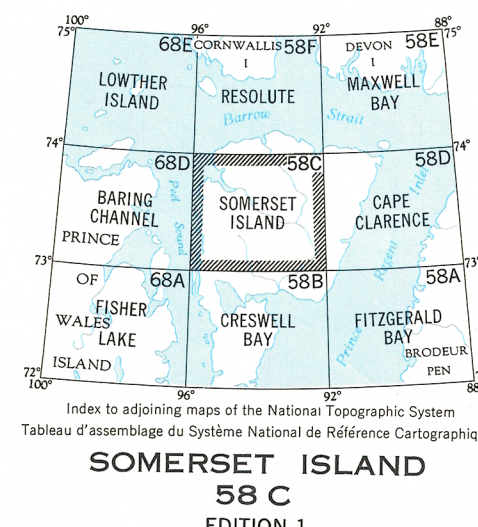 100° 96° 92° 88°
75° 68E CORNWALLIS 58F DEVON 58E 75°
I I
LOWTHER ISLAND
RESOLUTE
MAXWELL BAY
Barrow Strait
74° 68D 58C 58D 74°
BARING CHANNEL
Peel Sound
SOMERSET ISLAND
CAPE CLARENCE
Prince Regent Inlet
PRINCE
73° 73°
OF 68A 58B 58A
FISHER LAKE
WALES
CRESWELL BAY
FITZGERALD BAY
BRODEUR PEN
ISLAND
72°
100° 96° 92° 88
Index to adjoining maps of the National Topographic System
Tableau d'assemblage du Système National de Référence Cartographiq
SOMERSET ISLAND
58 C
EDITION 1